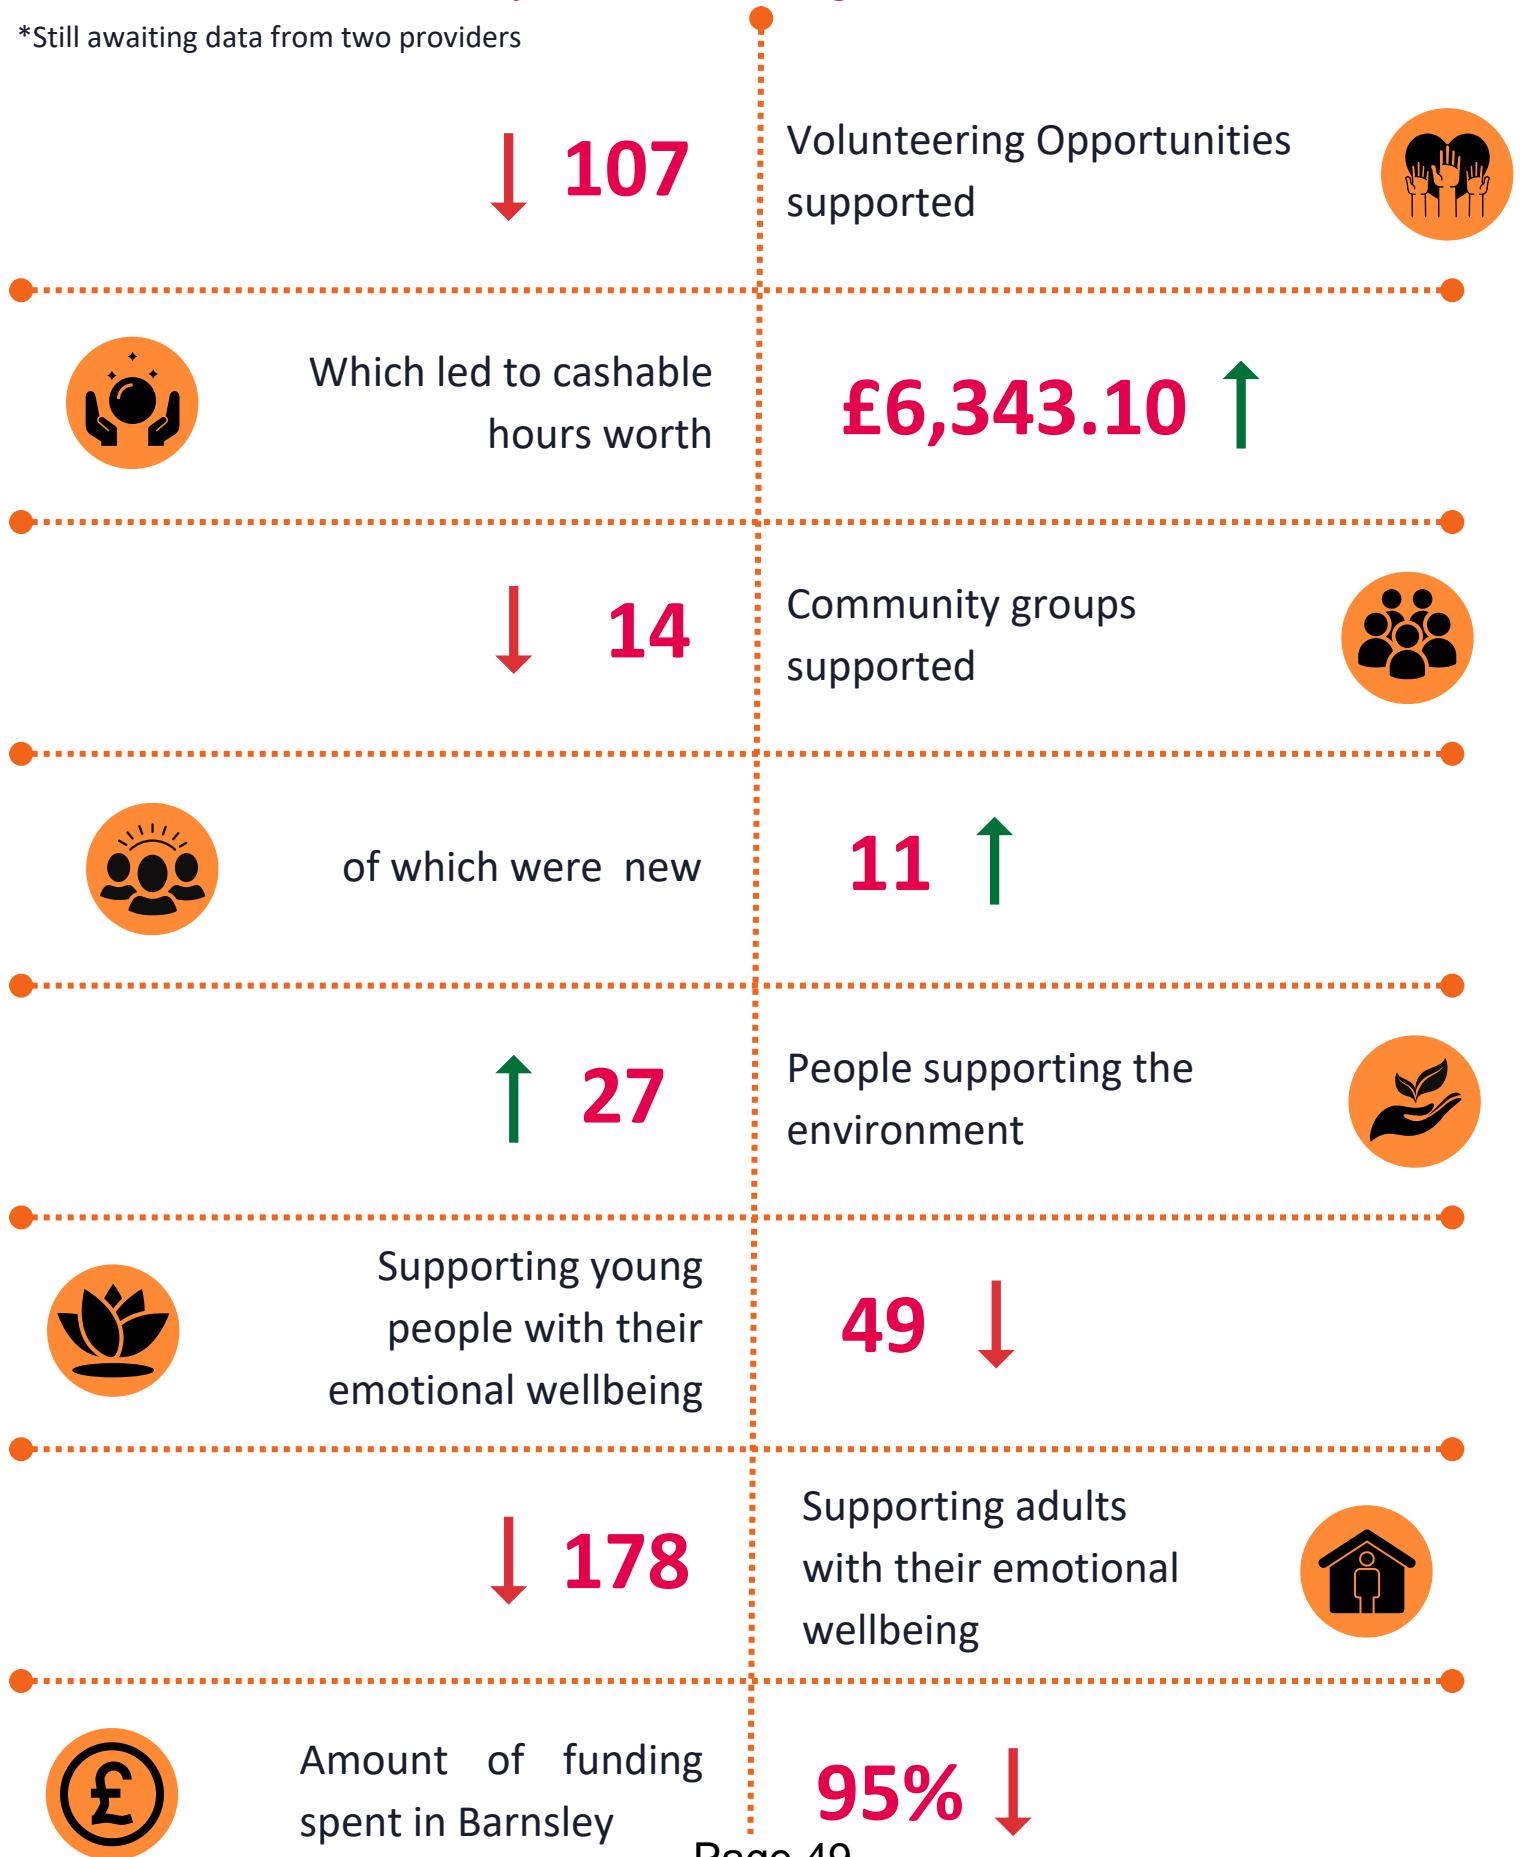 *Still awaiting data from two providers
107
Volunteering Opportunities
supported
Which led to cashable
hours worth
£6,343.10
14
Community groups
supported
of which were new
11
27
People supporting the
environment
Supporting young
people with their
emotional wellbeing
49
178
Supporting adults
with their emotional
wellbeing
Amount of funding
spent in Barnsley
95%
Page 49